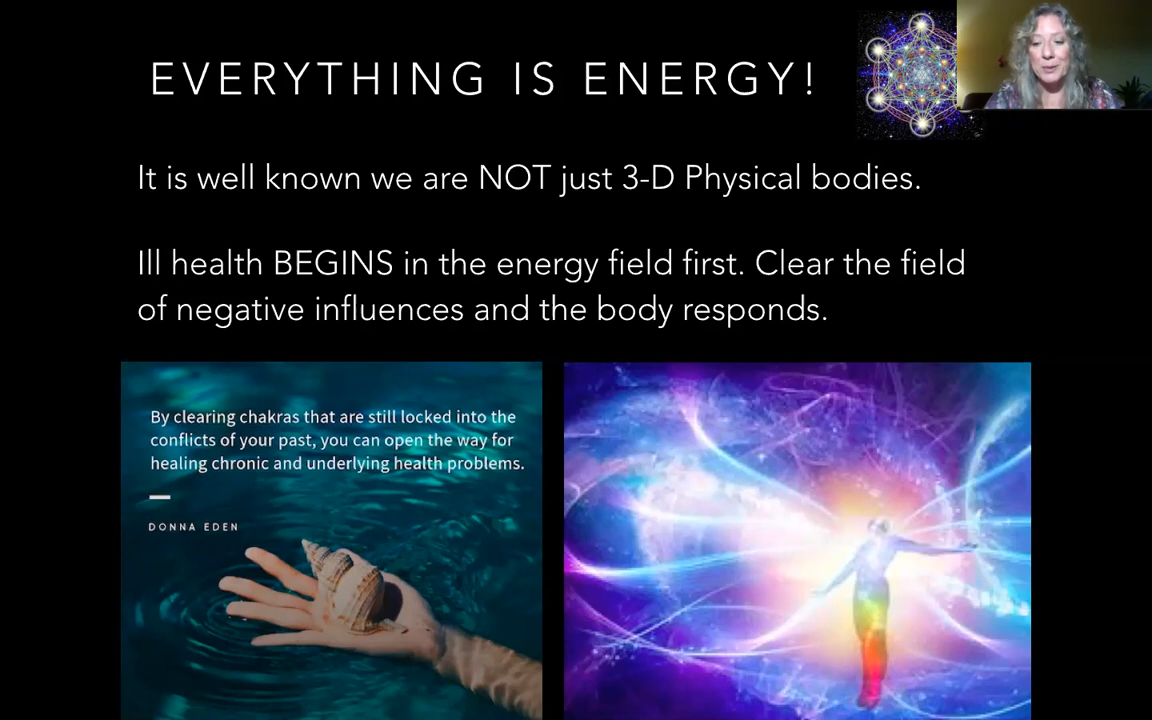 EVERYTHING IS ENERGY!
It is well known we are NOT just 3-D Physical bodies.
Ill health BEGINS in the energy field first. Clear the field
of negative influences and the body responds.
By clearing chakras that are still locked into the
conflicts of your past, you can open the way for
healing chronic and underlying health problems.
DONNA EDEN